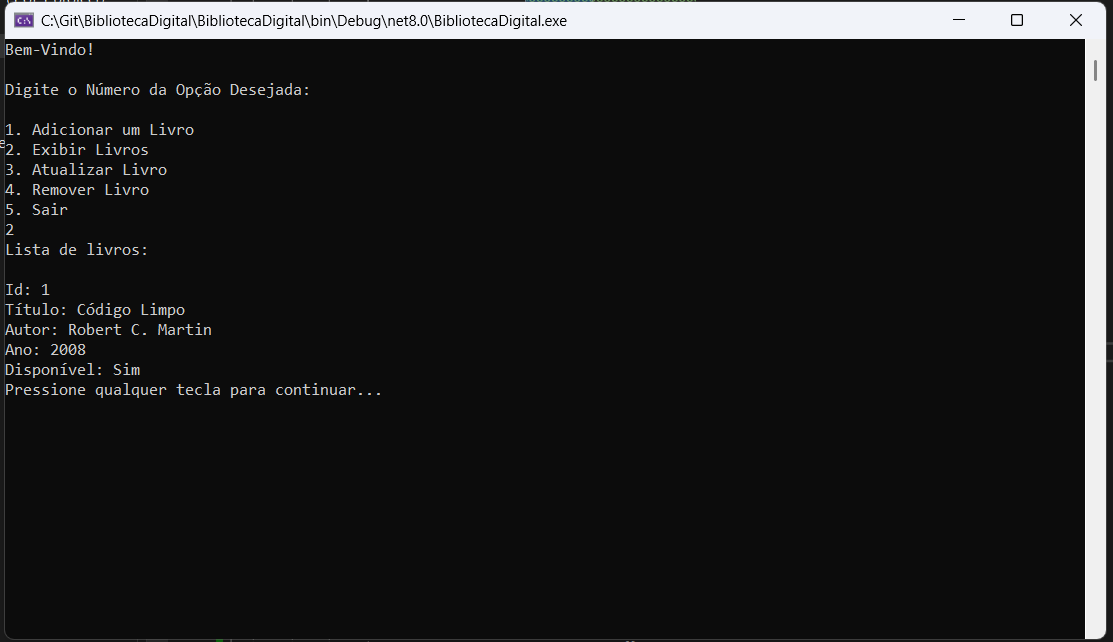 C:\Git\BibliotecaDigital\BibliotecaDigital\bin\Debug\net8.0\BibliotecaDigital.exe
Bem-Vindo!
Digite o Número da Opção Desejada:
1. Adicionar um Livro
2. Exibir Livros
3. Atualizar Livro
4. Remover Livro
5. Sair
2
Lista de livros:
Id: 1
Título: Código Limpo
Autor: Robert C. Martin
Ano: 2008
Disponível: Sim
Pressione qualquer tecla para continuar...